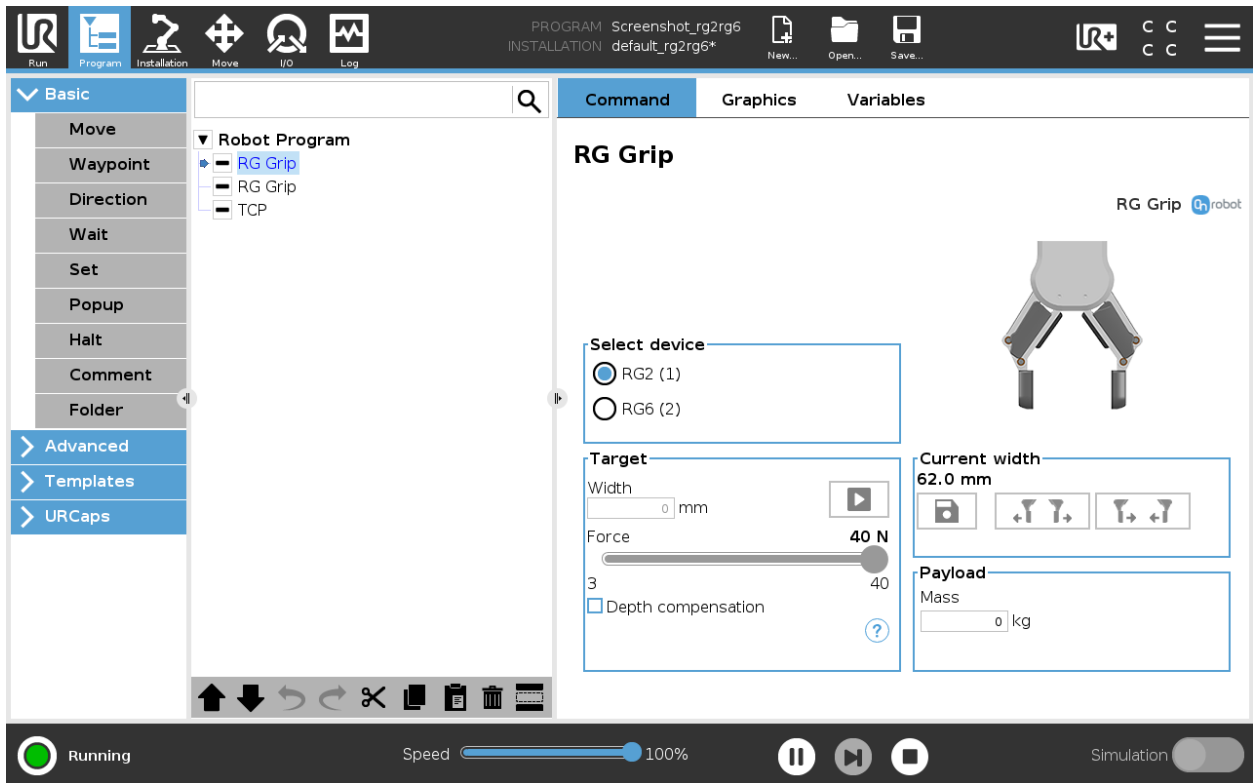 PROGRAM Screenshot_rg2rg6
INSTALLATION default_rg2rg6*
UR
Run
Program
Installation
Move
I/O
Log
New...
Open...
Save...
UR+
C C
C C
Basic
Move
Waypoint
Direction
Wait
Set
Popup
Halt
Comment
Folder
Advanced
Templates
URCaps
Robot Program
RG Grip
RG Grip
TCP
Command Graphics Variables
RG Grip
RG Grip OnRobot
Select device
RG2 (1)
RG6 (2)
Target
Width
0 mm
Force 40 N
3 40
Depth compensation
?
Current width
62.0 mm
Payload
Mass
0 kg
Running
Speed 100%
Simulation